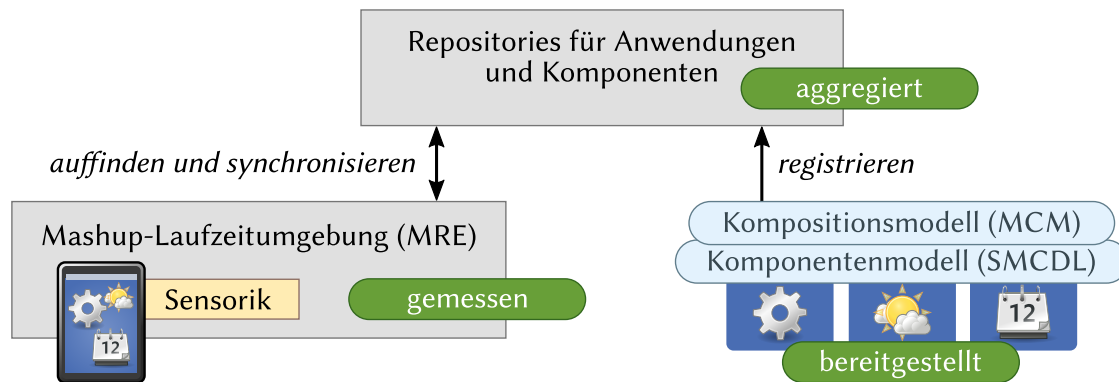 Repositories für Anwendungen
und Komponenten
aggregiert
auffinden und synchronisieren
registrieren
Mashup-Laufzeitumgebung (MRE)
Sensorik
gemessen
12
Kompositionsmodell (MCM)
Komponentenmodell (SMCDL)
12
bereitgestellt